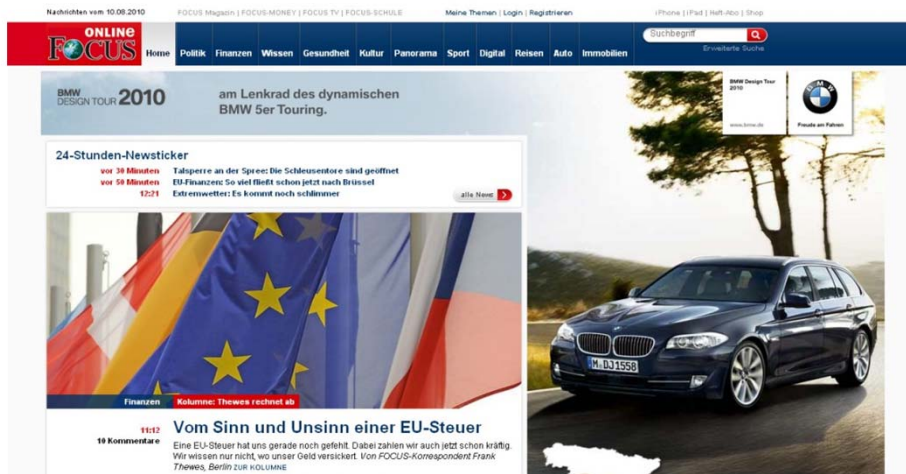 Nachrichten vom 10.08.2010
FOCUS Magazin | FOCUS-MONEY | FOCUS TV | FOCUS-SCHULE
Meine Themen | Login | Registrieren
iPhone | iPad | Heft-Abo | Shop
ONLINE
FOCUS
Home Politik Finanzen Wissen Gesundheit Kultur Panorama Sport Digital Reisen Auto Immobilien
Suchbegriff
Erweiterte Suche
BMW
DESIGN TOUR 2010
am Lenkrad des dynamischen
BMW 5er Touring.
BMW Design Tour
2010
www.bmw.de
BMW
Freude am Fahren
24-Stunden-Newsticker
vor 30 Minuten Talsperre an der Spree: Die Schleusentore sind geöffnet
vor 50 Minuten EU-Finanzen: So viel fließt schon jetzt nach Brüssel
12:21 Extremwetter: Es kommt noch schlimmer
alle News
M·DJ1558
Finanzen Kolumne: Thewes rechnet ab
11:12 Vom Sinn und Unsinn einer EU-Steuer
10 Kommentare
Eine EU-Steuer hat uns gerade noch gefehlt. Dabei zahlen wir auch jetzt schon kräftig.
Wir wissen nur nicht, wo unser Geld versickert. Von FOCUS-Korrespondent Frank
Thewes, Berlin ZUR KOLUMNE